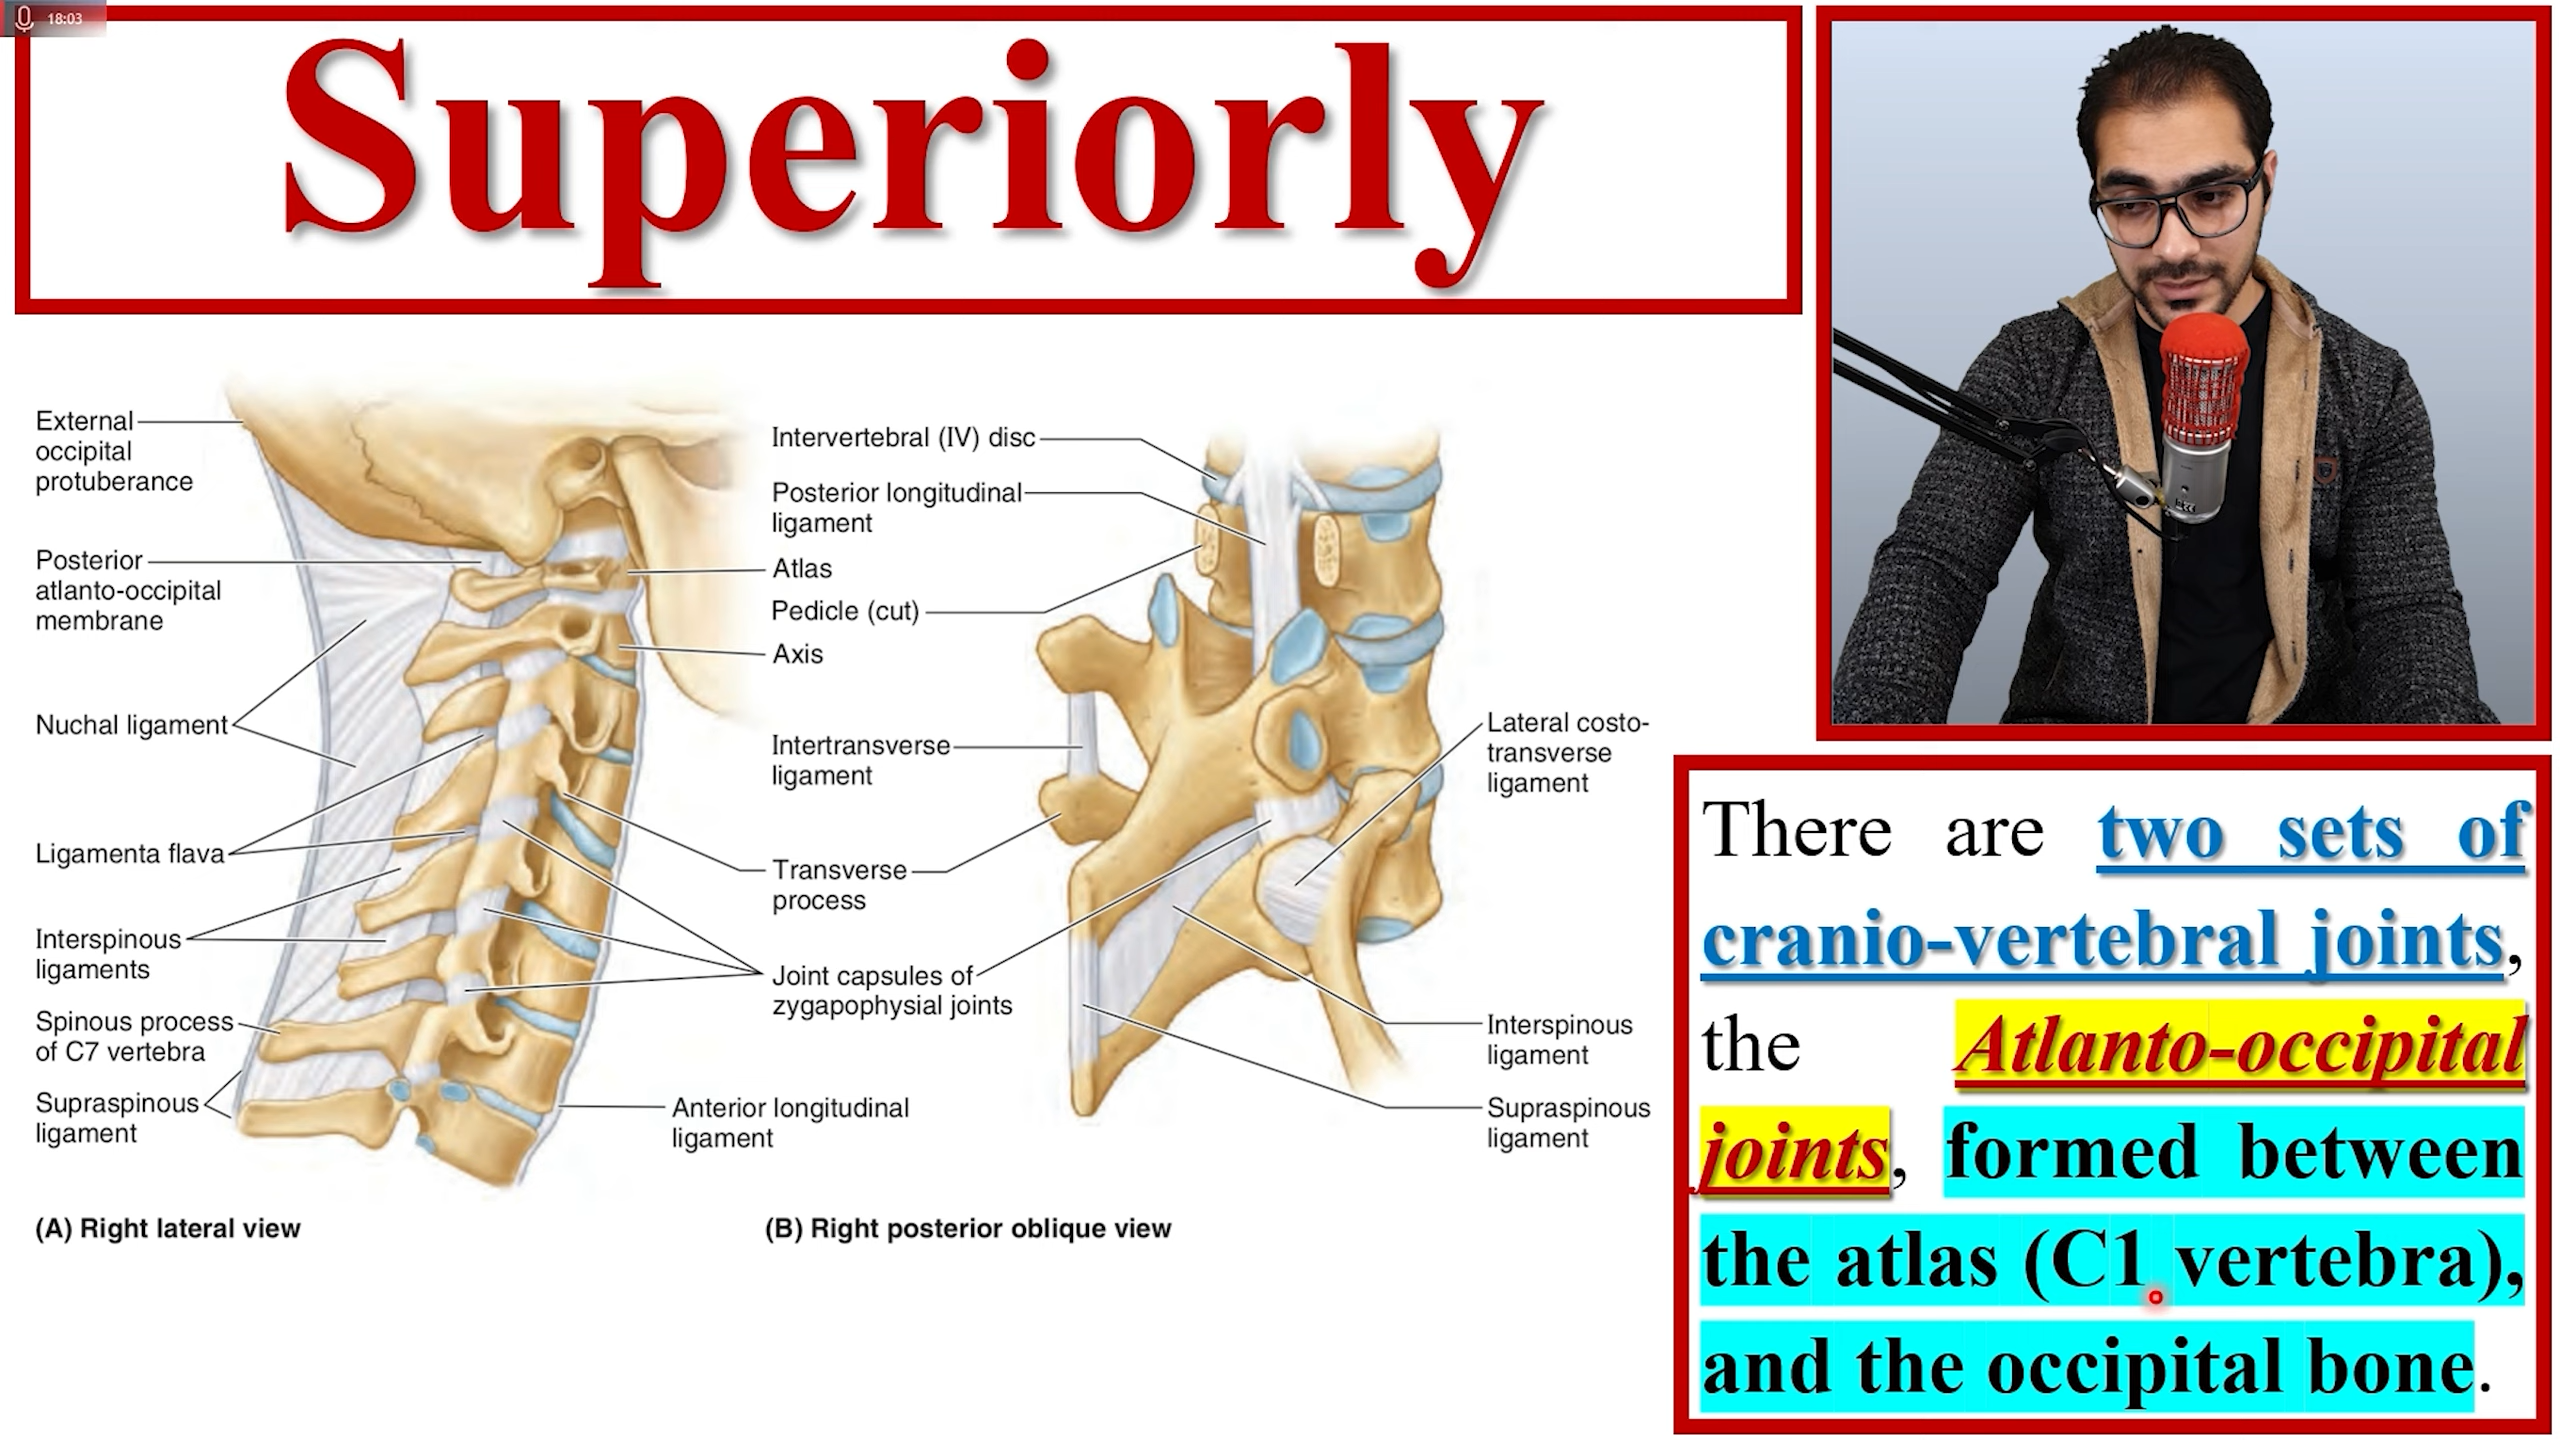 18:03
Superiorly
External
occipital
protuberance
Posterior
atlanto-occipital
membrane
Nuchal ligament
Ligamenta flava
Interspinous
ligaments
Spinous process
of C7 vertebra
Supraspinous
ligament
(A) Right lateral view
Intervertebral (IV) disc
Posterior longitudinal
ligament
Atlas
Pedicle (cut)
Axis
Intertransverse
ligament
Transverse
process
Joint capsules of
zygapophysial joints
Anterior longitudinal
ligament
Lateral costo-
transverse
ligament
Interspinous
ligament
Supraspinous
ligament
(B) Right posterior oblique view
There are two sets of
cranio-vertebral joints,
the Atlanto-occipital
joints, formed between
the atlas (C1 vertebra),
and the occipital bone.